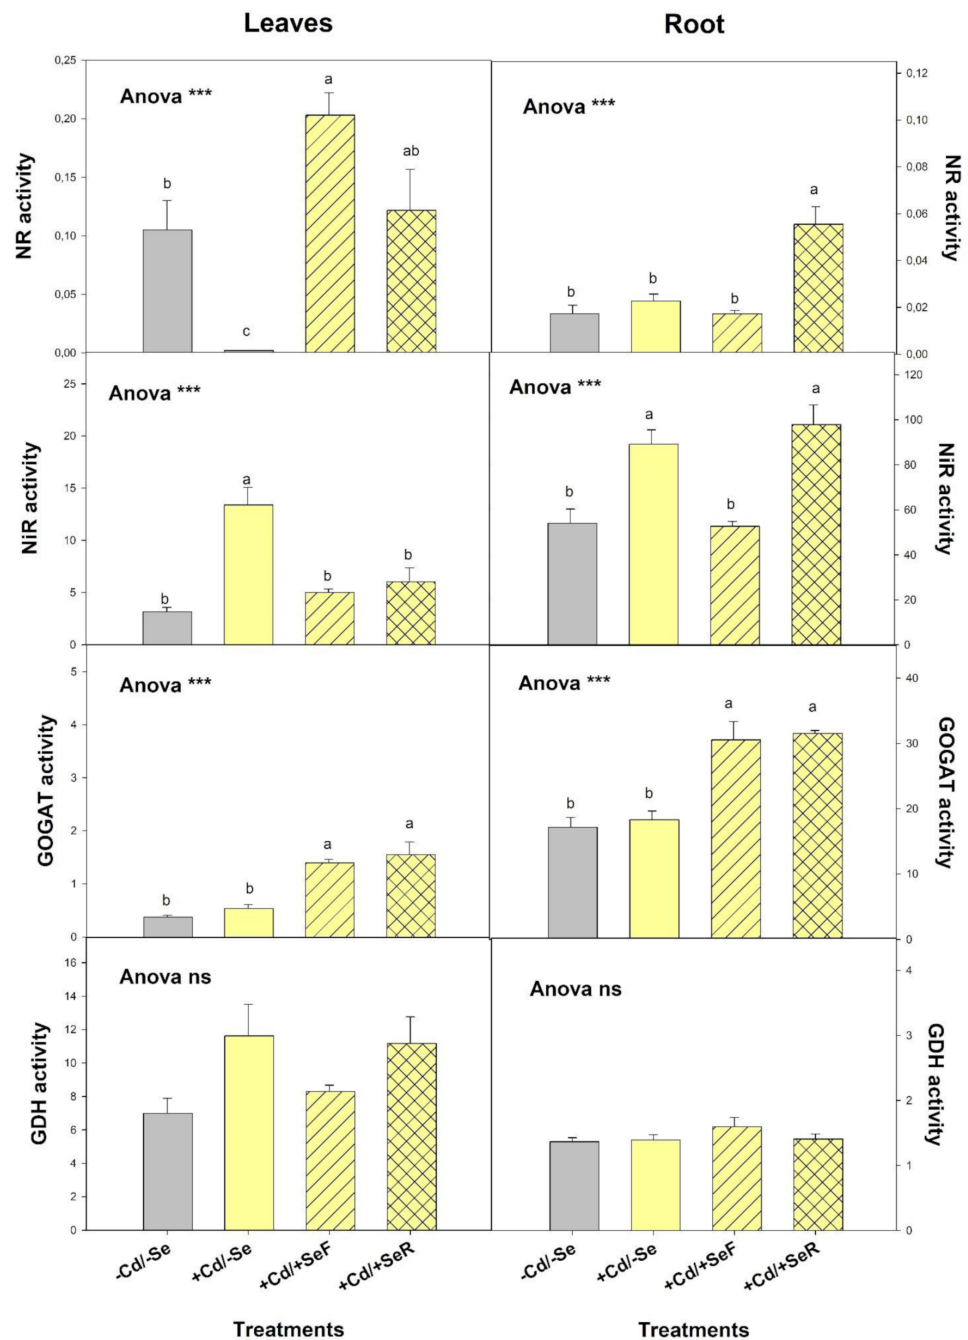 Leaves
Root
NR activity
0,25
0,20
0,15
0,10
0,05
0,00
Anova ***
b
c
a
ab
Anova ***
b
b
b
a
0,12
0,10
0,08
0,06
0,04
0,02
0,00
NR activity
NiR activity
25
20
15
10
5
0
Anova ***
b
a
b
b
Anova ***
b
a
b
a
120
100
80
60
40
20
0
NiR activity
GOGAT activity
5
4
3
2
1
0
Anova ***
b
b
a
a
Anova ***
b
b
a
a
40
30
20
10
0
GOGAT activity
GDH activity
16
14
12
10
8
6
4
2
0
Anova ns
Anova ns
4
3
2
1
0
GDH activity
-Cd/-Se
+Cd/-Se
+Cd/+SeF
+Cd/+SeR
-Cd/-Se
+Cd/-Se
+Cd/+SeF
+Cd/+SeR
Treatments
Treatments